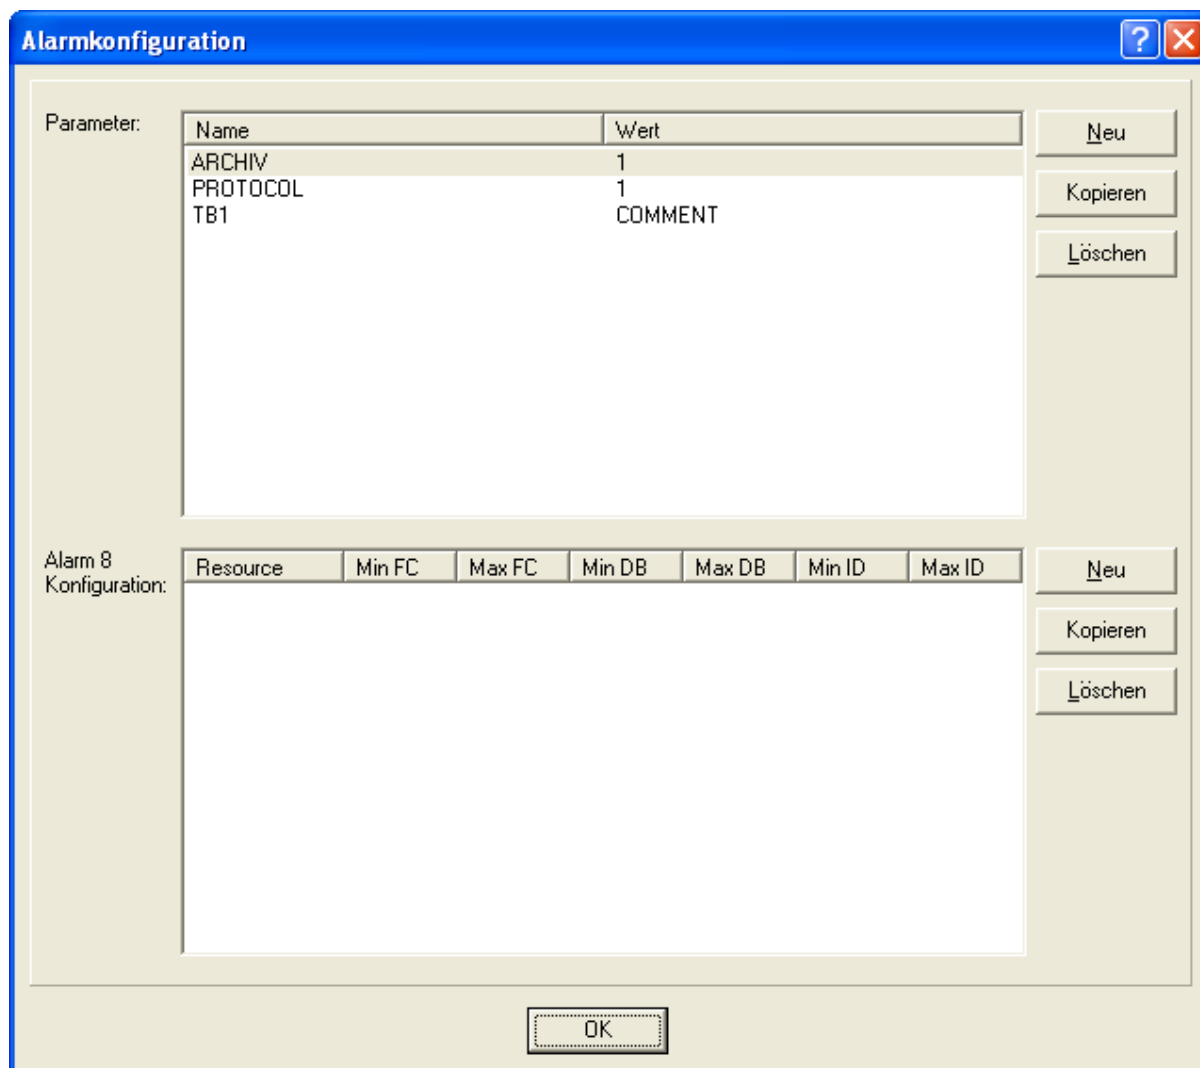 Alarmkonfiguration
Parameter:
Name Wert
ARCHIV 1
PROTOCOL 1
TB1 COMMENT
Neu
Kopieren
Löschen
Alarm 8
Konfiguration:
Resource Min FC Max FC Min DB Max DB Min ID Max ID
Neu
Kopieren
Löschen
OK